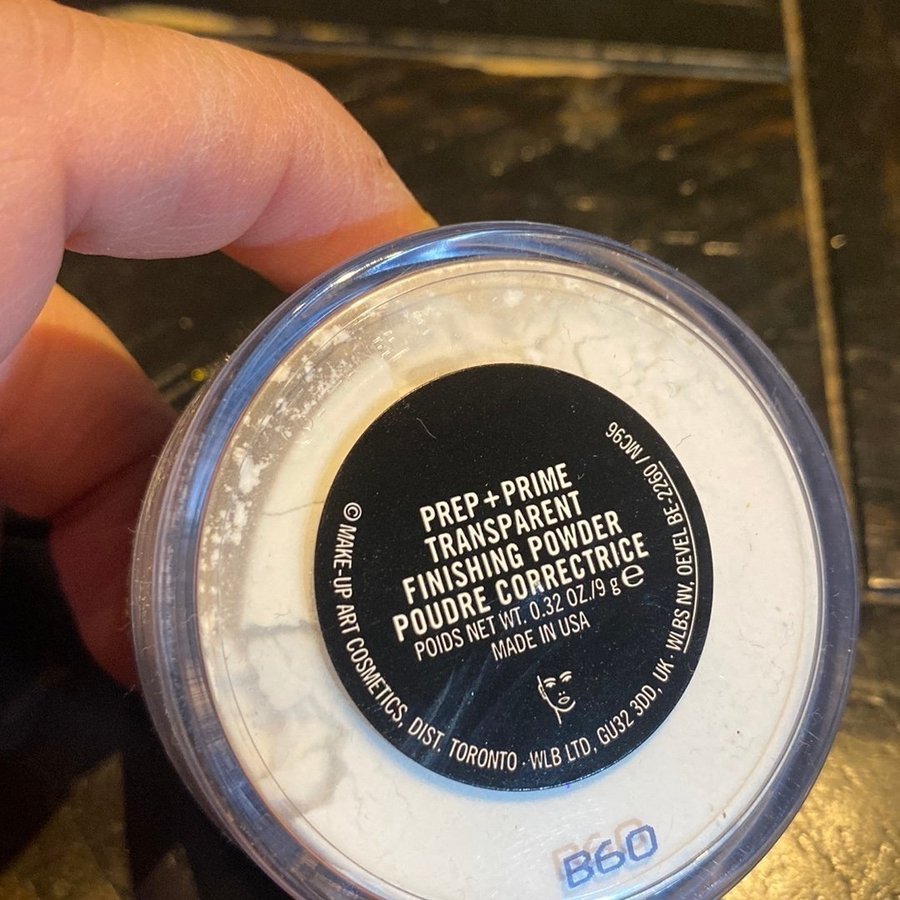 PREP + PRIME
TRANSPARENT
FINISHING POWDER
POUDRE CORRECTRICE
POIDS NET WT. 0.32 OZ./9 g e
MADE IN USA
© MAKE-UP ART COSMETICS, DIST. TORONTO · WLB LTD, GU32 3DD, UK · WLBS NV, OEVEL BE-2260 / MC96
B60